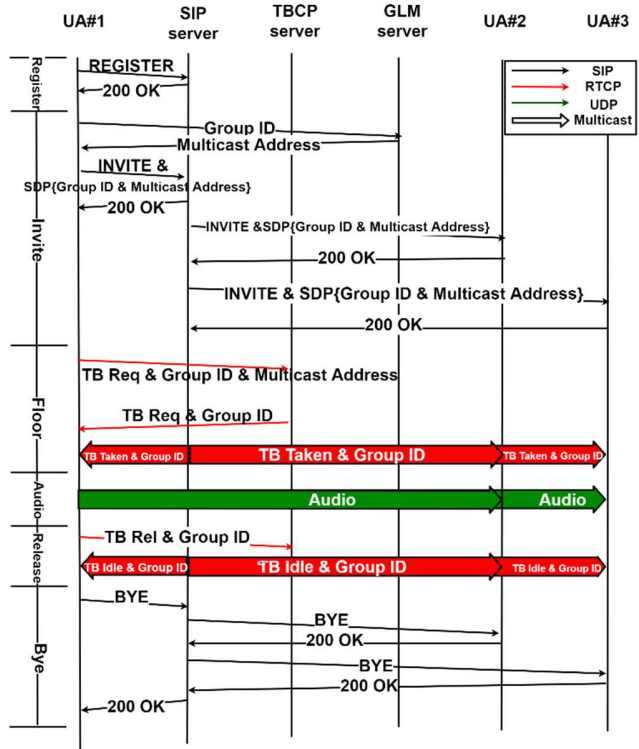 UA#1
SIP
server
TBCP
server
GLM
server
UA#2
UA#3
SIP
RTCP
UDP
Multicast
Register
REGISTER
200 OK
Invite
Group ID
Multicast Address
INVITE &
SDP{Group ID & Multicast Address}
200 OK
INVITE &SDP{Group ID & Multicast Address}
200 OK
INVITE & SDP{Group ID & Multicast Address}
200 OK
Floor
TB Req & Group ID & Multicast Address
TB Req & Group ID
TB Taken & Group ID
TB Taken & Group ID
TB Taken & Group ID
Audio
Audio
Audio
Release
TB Rel & Group ID
TB Idle & Group ID
TB Idle & Group ID
TB Idle & Group ID
Bye
BYE
BYE
200 OK
BYE
200 OK
200 OK